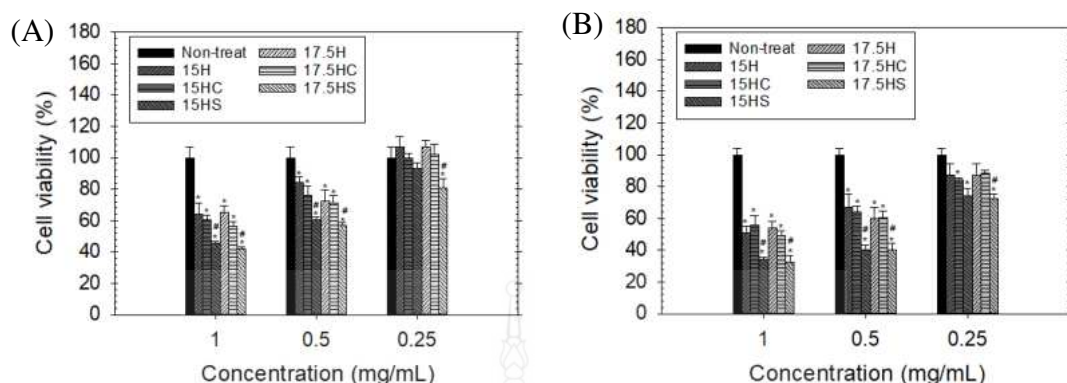 (A)
180
160
140
120
100
80
60
40
20
0
Cell viability (%)
Non-treat
15H
15HC
15HS
17.5H
17.5HC
17.5HS
* * # * * * # *
* * # * * * # *
# *
1 0.5 0.25
Concentration (mg/mL)
(B)
180
160
140
120
100
80
60
40
20
0
Cell viability (%)
Non-treat
15H
15HC
15HS
17.5H
17.5HC
17.5HS
* * # * * * # *
* * # * * * # *
* * # *
1 0.5 0.25
Concentration (mg/mL)